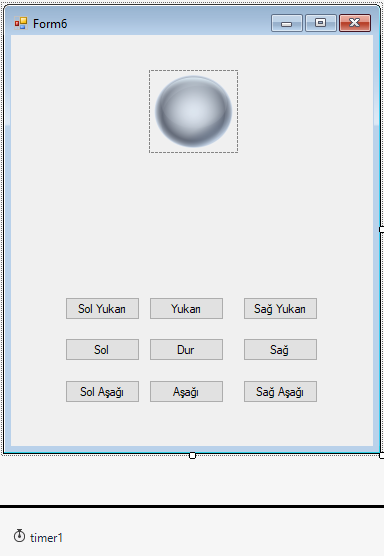 Form6
Sol Yukarı Yukarı Sağ Yukarı
Sol Dur Sağ
Sol Aşağı Aşağı Sağ Aşağı
timer1